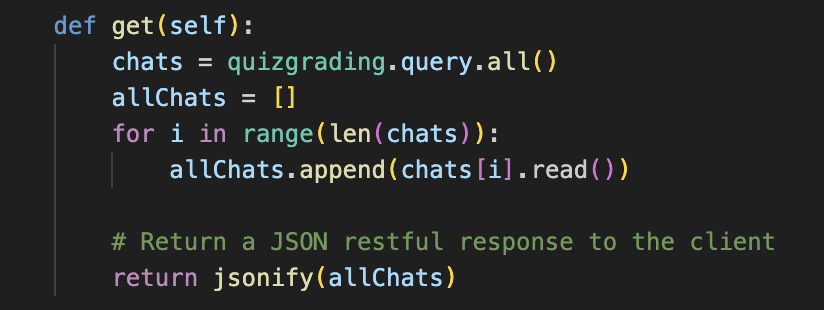 def get(self):
    chats = quizgrading.query.all()
    allChats = []
    for i in range(len(chats)):
        allChats.append(chats[i].read())

    # Return a JSON restful response to the client
    return jsonify(allChats)